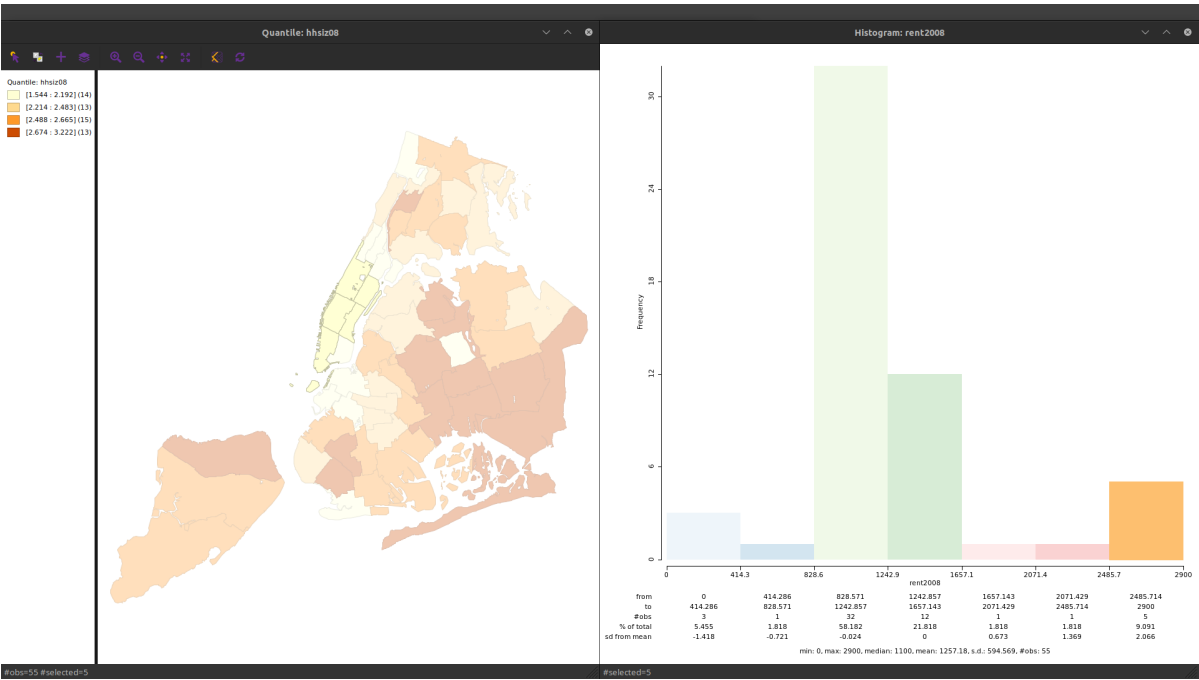 Quantile: hhsiz08
Histogram: rent2008
Quantile: hhsiz08
[1.544 : 2.192] (14)
[2.214 : 2.483] (13)
[2.488 : 2.665] (15)
[2.674 : 3.222] (13)
Frequency
30
24
18
12
6
0
0 414.3 828.6 1242.9 1657.1 2071.4 2485.7 2900
rent2008
from 0 414.286 828.571 1242.857 1657.143 2071.429 2485.714
to 414.286 828.571 1242.857 1657.143 2071.429 2485.714 2900
#obs 3 1 32 12 1 1 5
% of total 5.455 1.818 58.182 21.818 1.818 1.818 9.091
sd from mean -1.418 -0.721 -0.024 0 0.673 1.369 2.066
min: 0, max: 2900, median: 1100, mean: 1257.18, s.d.: 594.569, #obs: 55
#obs=55 #selected=5
#selected=5